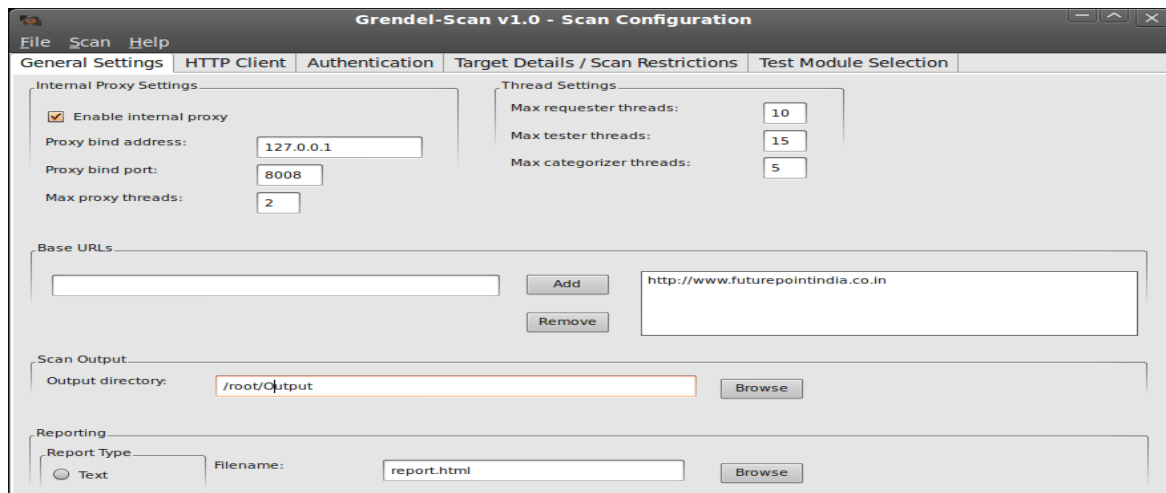 Grendel-Scan v1.0 - Scan Configuration
File Scan Help
General Settings HTTP Client Authentication Target Details / Scan Restrictions Test Module Selection
Internal Proxy Settings
Enable internal proxy
Proxy bind address: 127.0.0.1
Proxy bind port: 8008
Max proxy threads: 2
Thread Settings
Max requester threads: 10
Max tester threads: 15
Max categorizer threads: 5
Base URLs
Add
http://www.futurepointindia.co.in
Remove
Scan Output
Output directory: /root/Output Browse
Reporting
Report Type
Text
Filename: report.html Browse